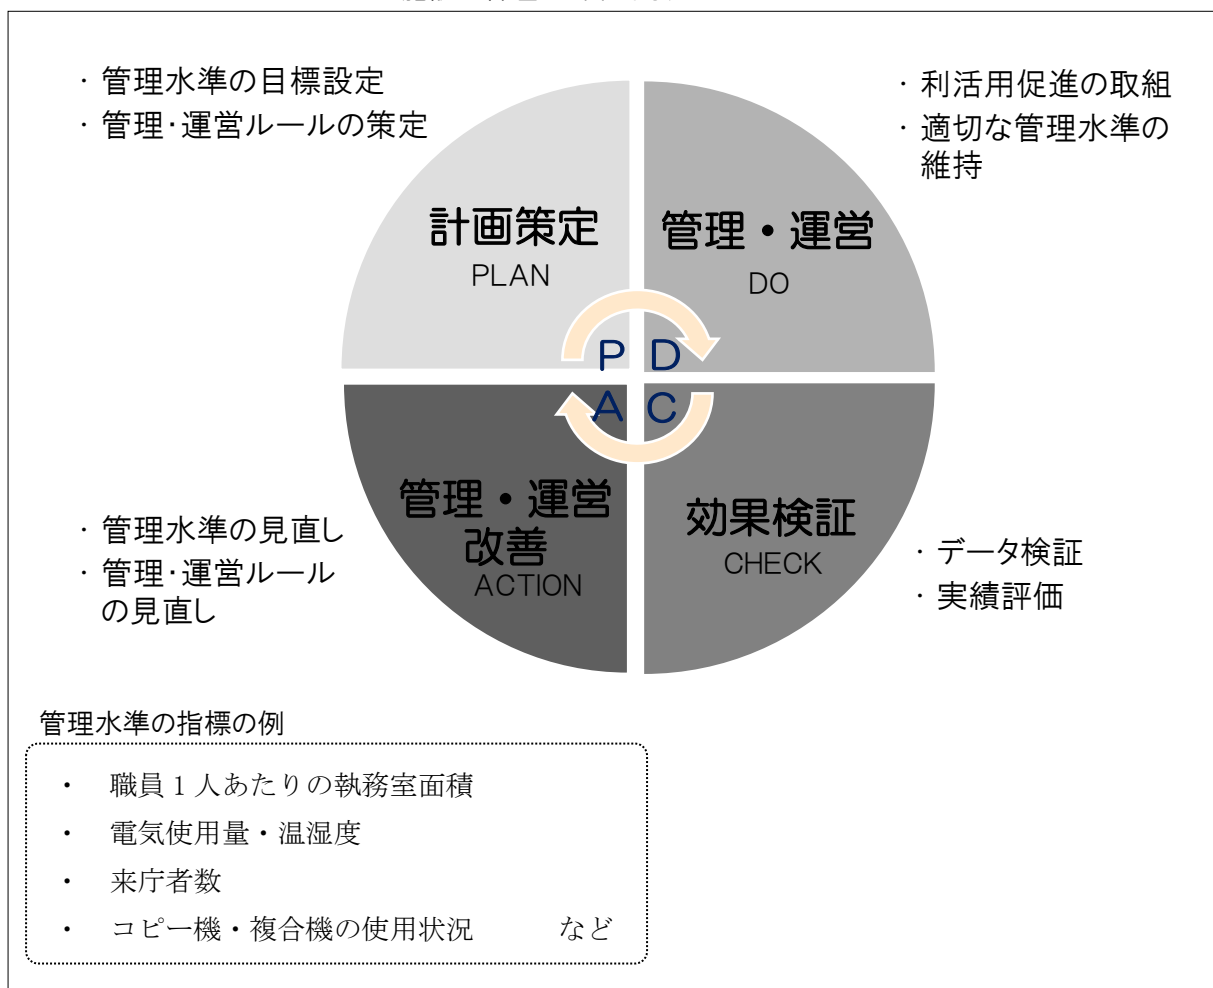 ・管理水準の目標設定
・管理・運営ルールの策定
・利活用促進の取組
・適切な管理水準の
維持
計画策定
PLAN
管理・運営
DO
P D
A C
管理・運営
改善
ACTION
効果検証
CHECK
・管理水準の見直し
・管理・運営ルール
の見直し
・データ検証
・実績評価
管理水準の指標の例
・ 職員1人あたりの執務室面積
・ 電気使用量・温湿度
・ 来庁者数
・ コピー機・複合機の使用状況 など